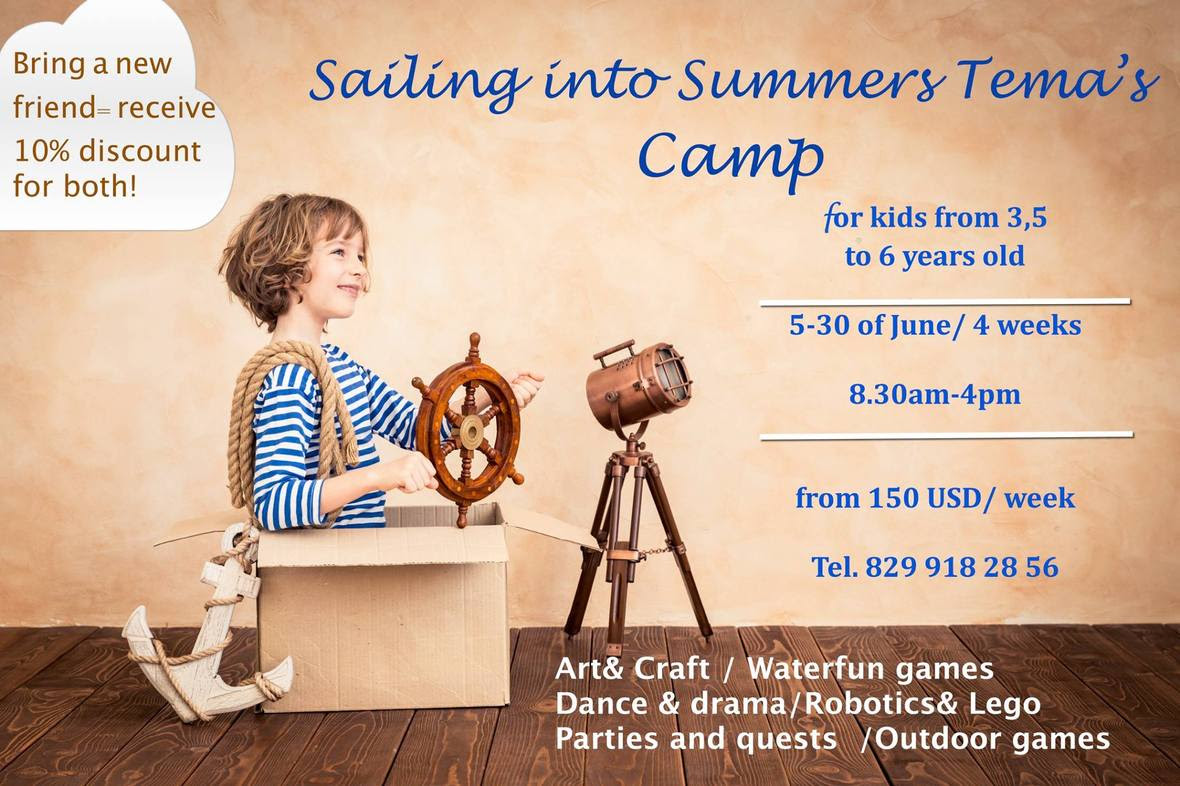 Bring a new
friend= receive
10% discount
for both!
Sailing into Summers Tema's
Camp
for kids from 3,5
to 6 years old
5-30 of June/ 4 weeks
8.30am-4pm
from 150 USD/ week
Tel. 829 918 28 56
Art& Craft / Waterfun games
Dance & drama/Robotics& Lego
Parties and quests /Outdoor games